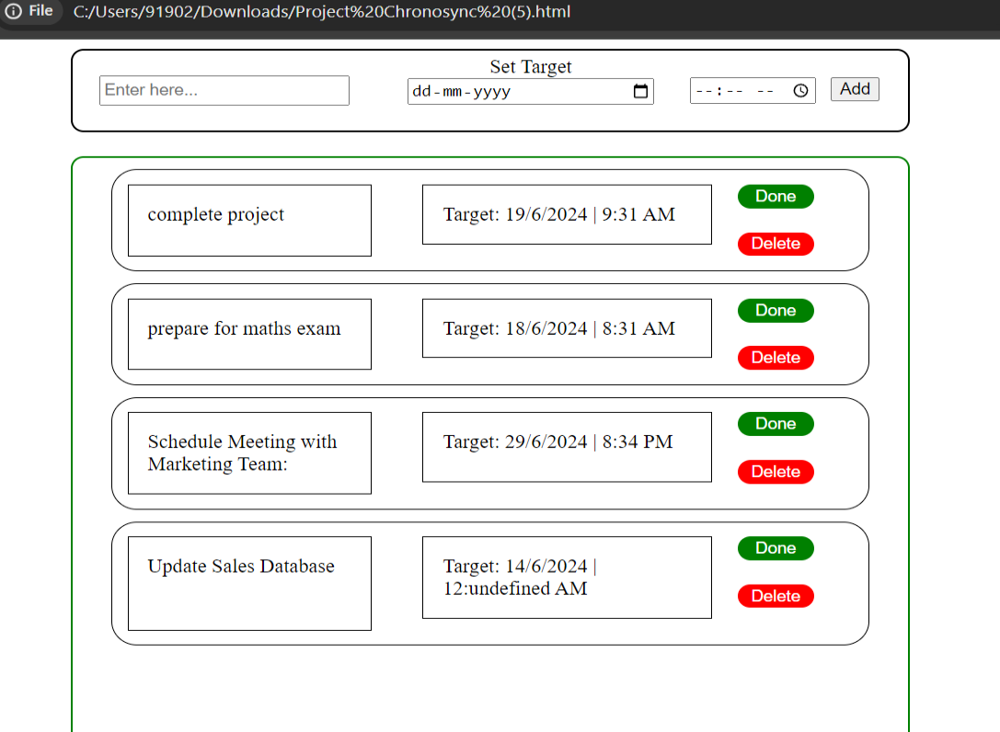 File C:/Users/91902/Downloads/Project%20Chronosync%20(5).html
Set Target
Enter here... dd-mm-yyyy --:-- -- Add
complete project Target: 19/6/2024 | 9:31 AM Done
Delete
prepare for maths exam Target: 18/6/2024 | 8:31 AM Done
Delete
Schedule Meeting with
Marketing Team:
Target: 29/6/2024 | 8:34 PM
Done
Delete
Update Sales Database
Target: 14/6/2024 |
12:undefined AM
Done
Delete